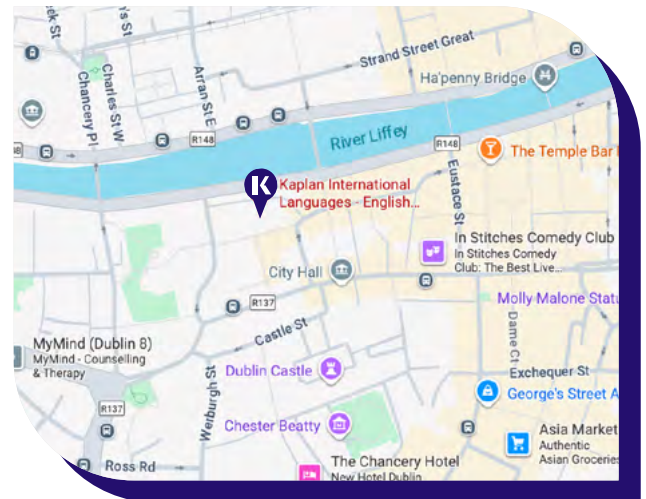 Strand Street Great
Ha'penny Bridge
Charles St W
Chancery Pl
Arran St E
R148
River Liffey
R148
The Temple Bar
Eustace St
K
Kaplan International
Languages - English...
In Stitches Comedy Club
In Stitches Comedy
Club: The Best Live...
City Hall
R137
Molly Malone Statu
Castle St
Dame Ct
MyMind (Dublin 8)
MyMind - Counselling
& Therapy
Dublin Castle
Exchequer St
George's Street A
Werburgh St
R137
Chester Beatty
Asia Market
Authentic
Asian Groceries
Ross Rd
The Chancery Hotel
New Hotel Dublin